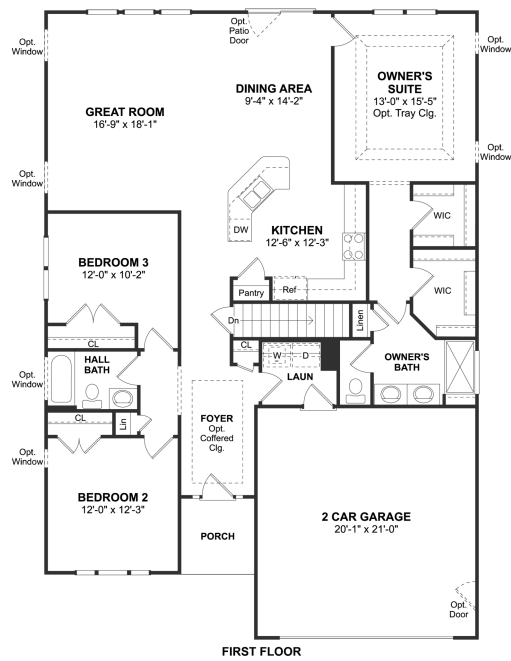 Opt.
Patio
Door
Opt.
Window
Opt.
Window
OWNER'S
SUITE
13'-0" x 15'-5"
Opt. Tray Clg.
DINING AREA
9'-4" x 14'-2"
GREAT ROOM
16'-9" x 18'-1"
Opt.
Window
Opt.
Window
WIC
DW
KITCHEN
12'-6" x 12'-3"
BEDROOM 3
12'-0" x 10'-2"
WIC
Pantry
Ref
Dn
Linen
CL
CL
HALL
BATH
W
D
LAUN
OWNER'S
BATH
Opt.
Window
CL
Lin
FOYER
Opt.
Coffered
Clg.
Opt.
Window
BEDROOM 2
12'-0" x 12'-3"
PORCH
2 CAR GARAGE
20'-1" x 21'-0"
Opt.
Door
FIRST FLOOR